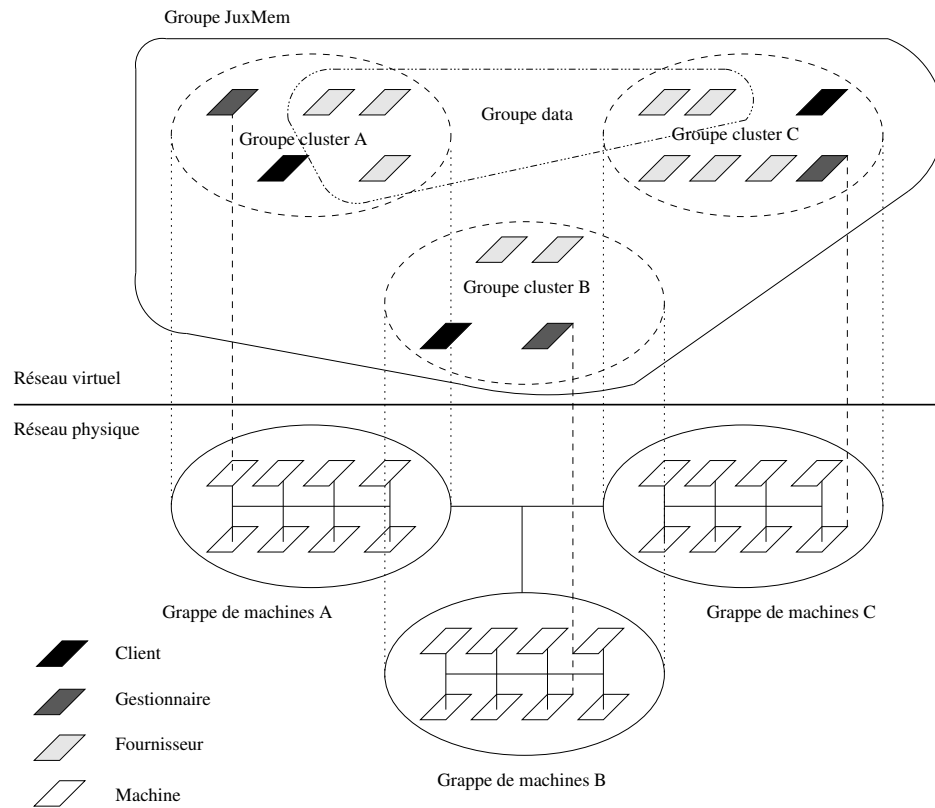 Groupe JuxMem
Groupe data
Groupe cluster A
Groupe cluster C
Groupe cluster B
Réseau virtuel
Réseau physique
Grappe de machines A
Grappe de machines C
Client
Gestionnaire
Fournisseur
Grappe de machines B
Machine